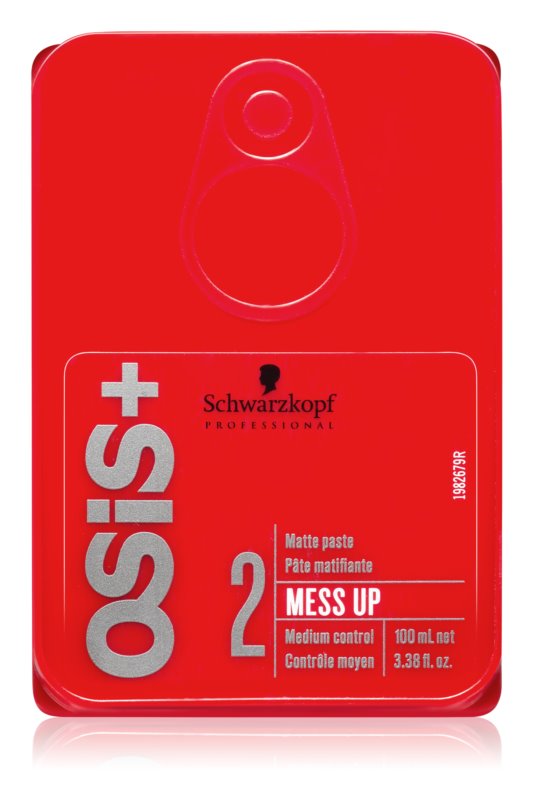 Schwarzkopf
PROFESSIONAL
OSiS+
1982679R
2
Matte paste
Pâte matifiante
MESS UP
Medium control
Contrôle moyen
100 mL net
3.38 fl. oz.